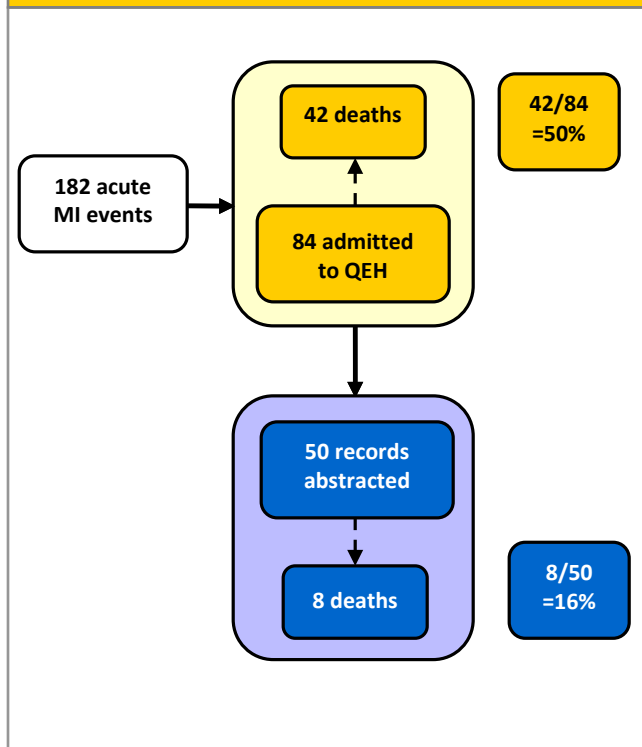 42 deaths
42/84
=50%
182 acute
MI events
84 admitted
to QEH
50 records
abstracted
8 deaths
8/50
=16%